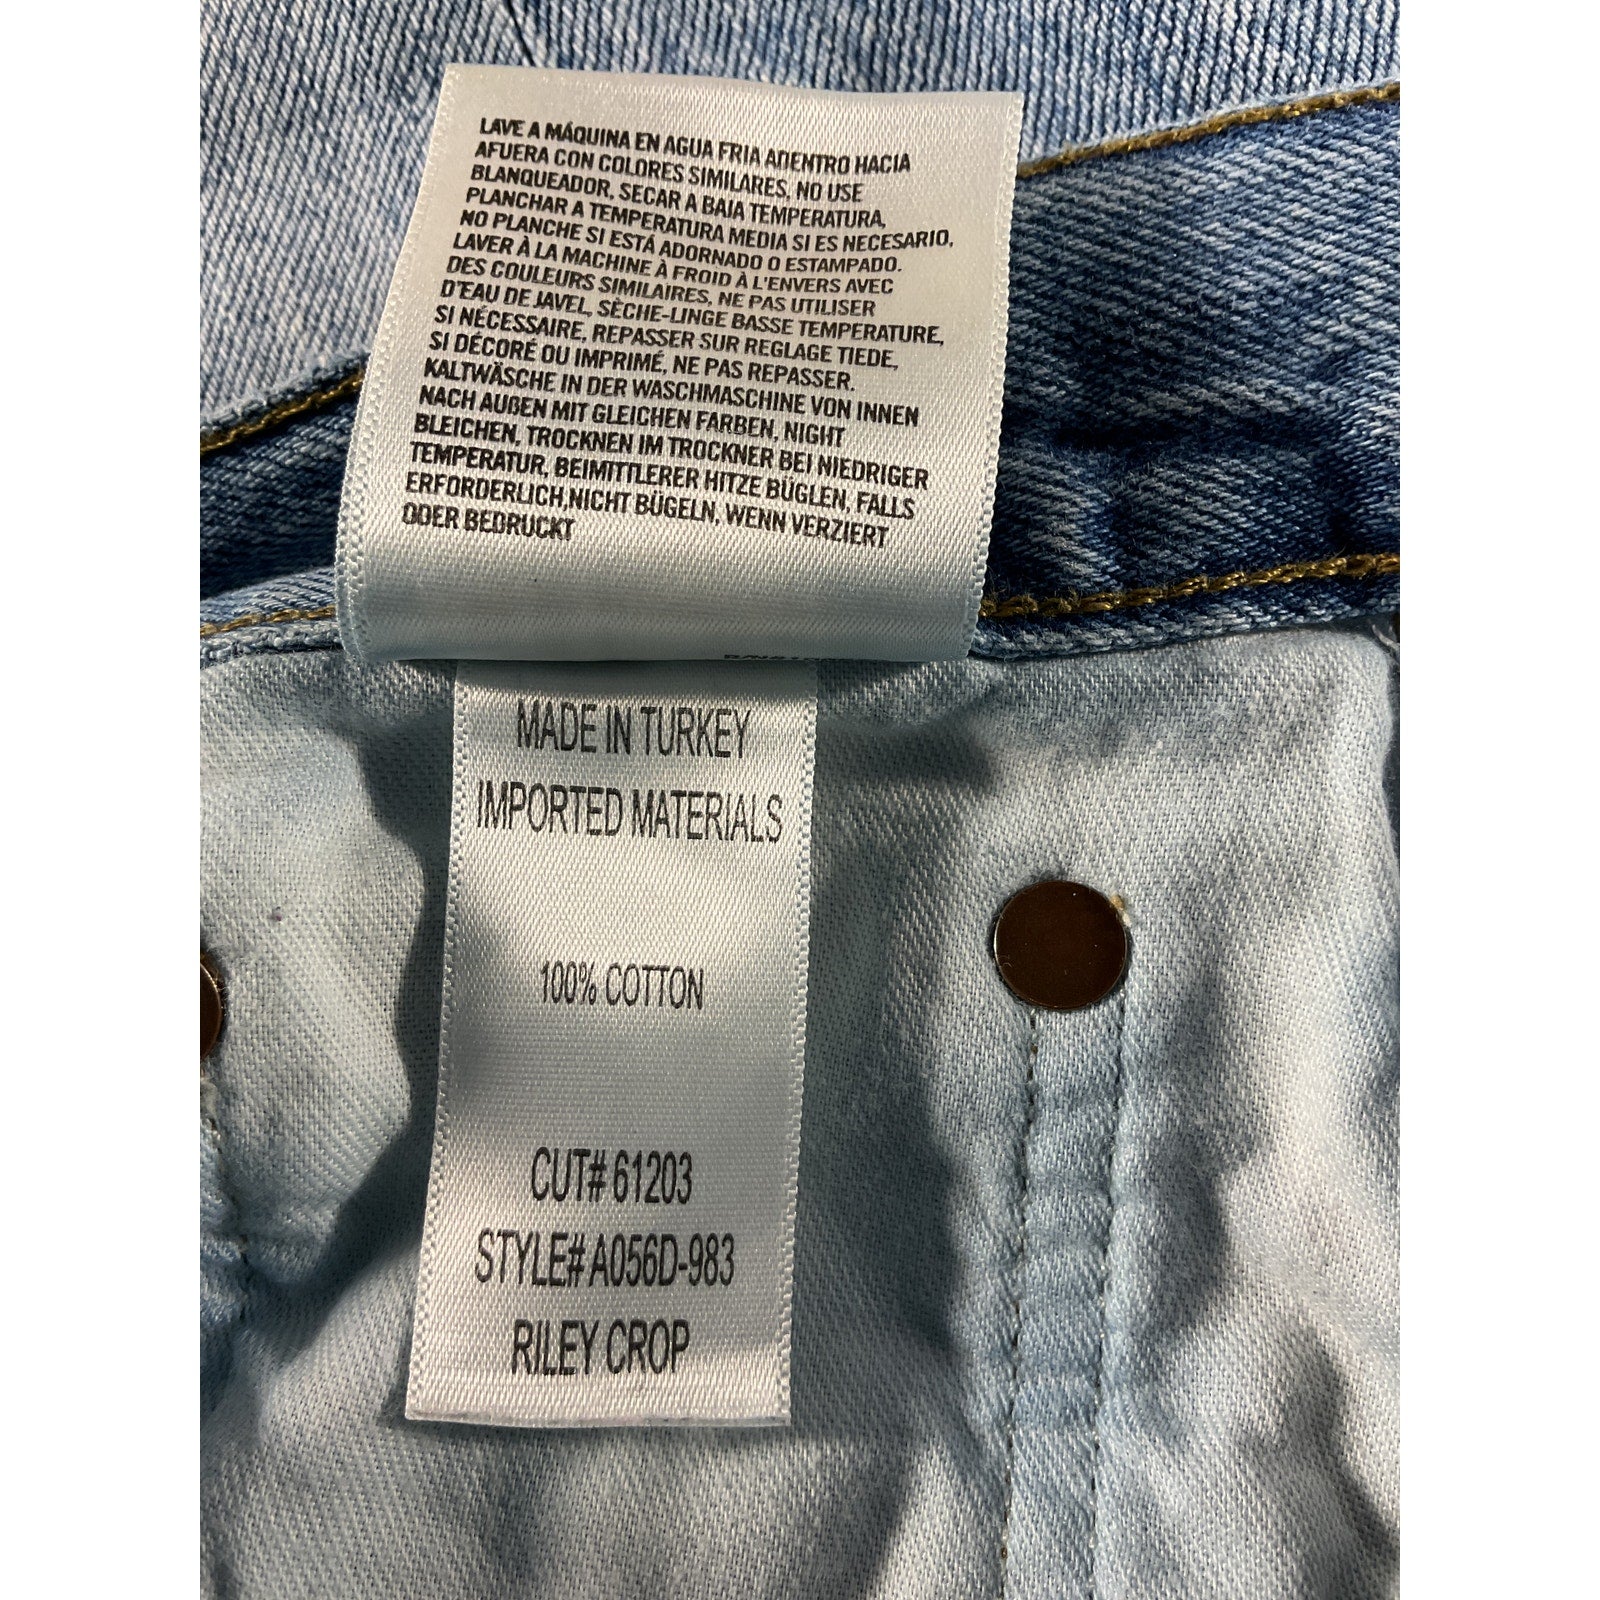 LAVE A MÁQUINA EN AGUA FRIA ADENTRO HACIA
AFUERA CON COLORES SIMILARES, NO USE
BLANQUEADOR, SECAR A BAJA TEMPERATURA,
PLANCHAR A TEMPERATURA MEDIA SI ES NECESARIO,
NO PLANCHE SI ESTÁ ADORNADO O ESTAMPADO.
LAVER À LA MACHINE À FROID À L'ENVERS AVEC
DES COULEURS SIMILAIRES, NE PAS UTILISER
D'EAU DE JAVEL, SÈCHE-LINGE BASSE TEMPERATURE,
SI NÉCESSAIRE, REPASSER SUR REGLAGE TIEDE,
SI DÉCORÉ OU IMPRIMÉ, NE PAS REPASSER.
KALTWÄSCHE IN DER WASCHMASCHINE VON INNEN
NACH AUßEN MIT GLEICHEN FARBEN, NIGHT
BLEICHEN, TROCKNEN IM TROCKNER BEI NIEDRIGER
TEMPERATUR, BEIMITTLERER HITZE BÜGLEN, FALLS
ERFORDERLICH,NICHT BÜGELN, WENN VERZIERT
ODER BEDRUCKT
MADE IN TURKEY
IMPORTED MATERIALS
100% COTTON
CUT# 61203
STYLE# A056D-983
RILEY CROP